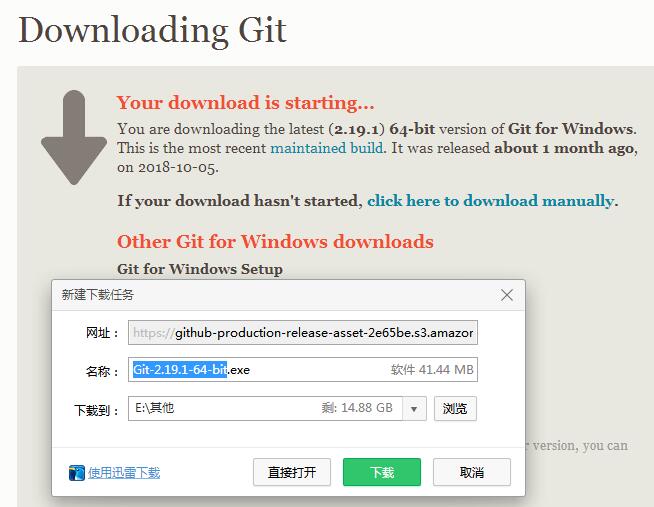 Downloading Git
Your download is starting...
You are downloading the latest (2.19.1) 64-bit version of Git for Windows.
This is the most recent maintained build. It was released about 1 month ago,
on 2018-10-05.
If your download hasn't started, click here to download manually.
Other Git for Windows downloads
Git for Windows Setup
新建下载任务
网址： https://github-production-release-asset-2e65be.s3.amazor
名称： Git-2.19.1-64-bit.exe 软件 41.44 MB
下载到： E:\其他 剩: 14.88 GB 浏览
r version, you can
使用迅雷下载 直接打开 下载 取消